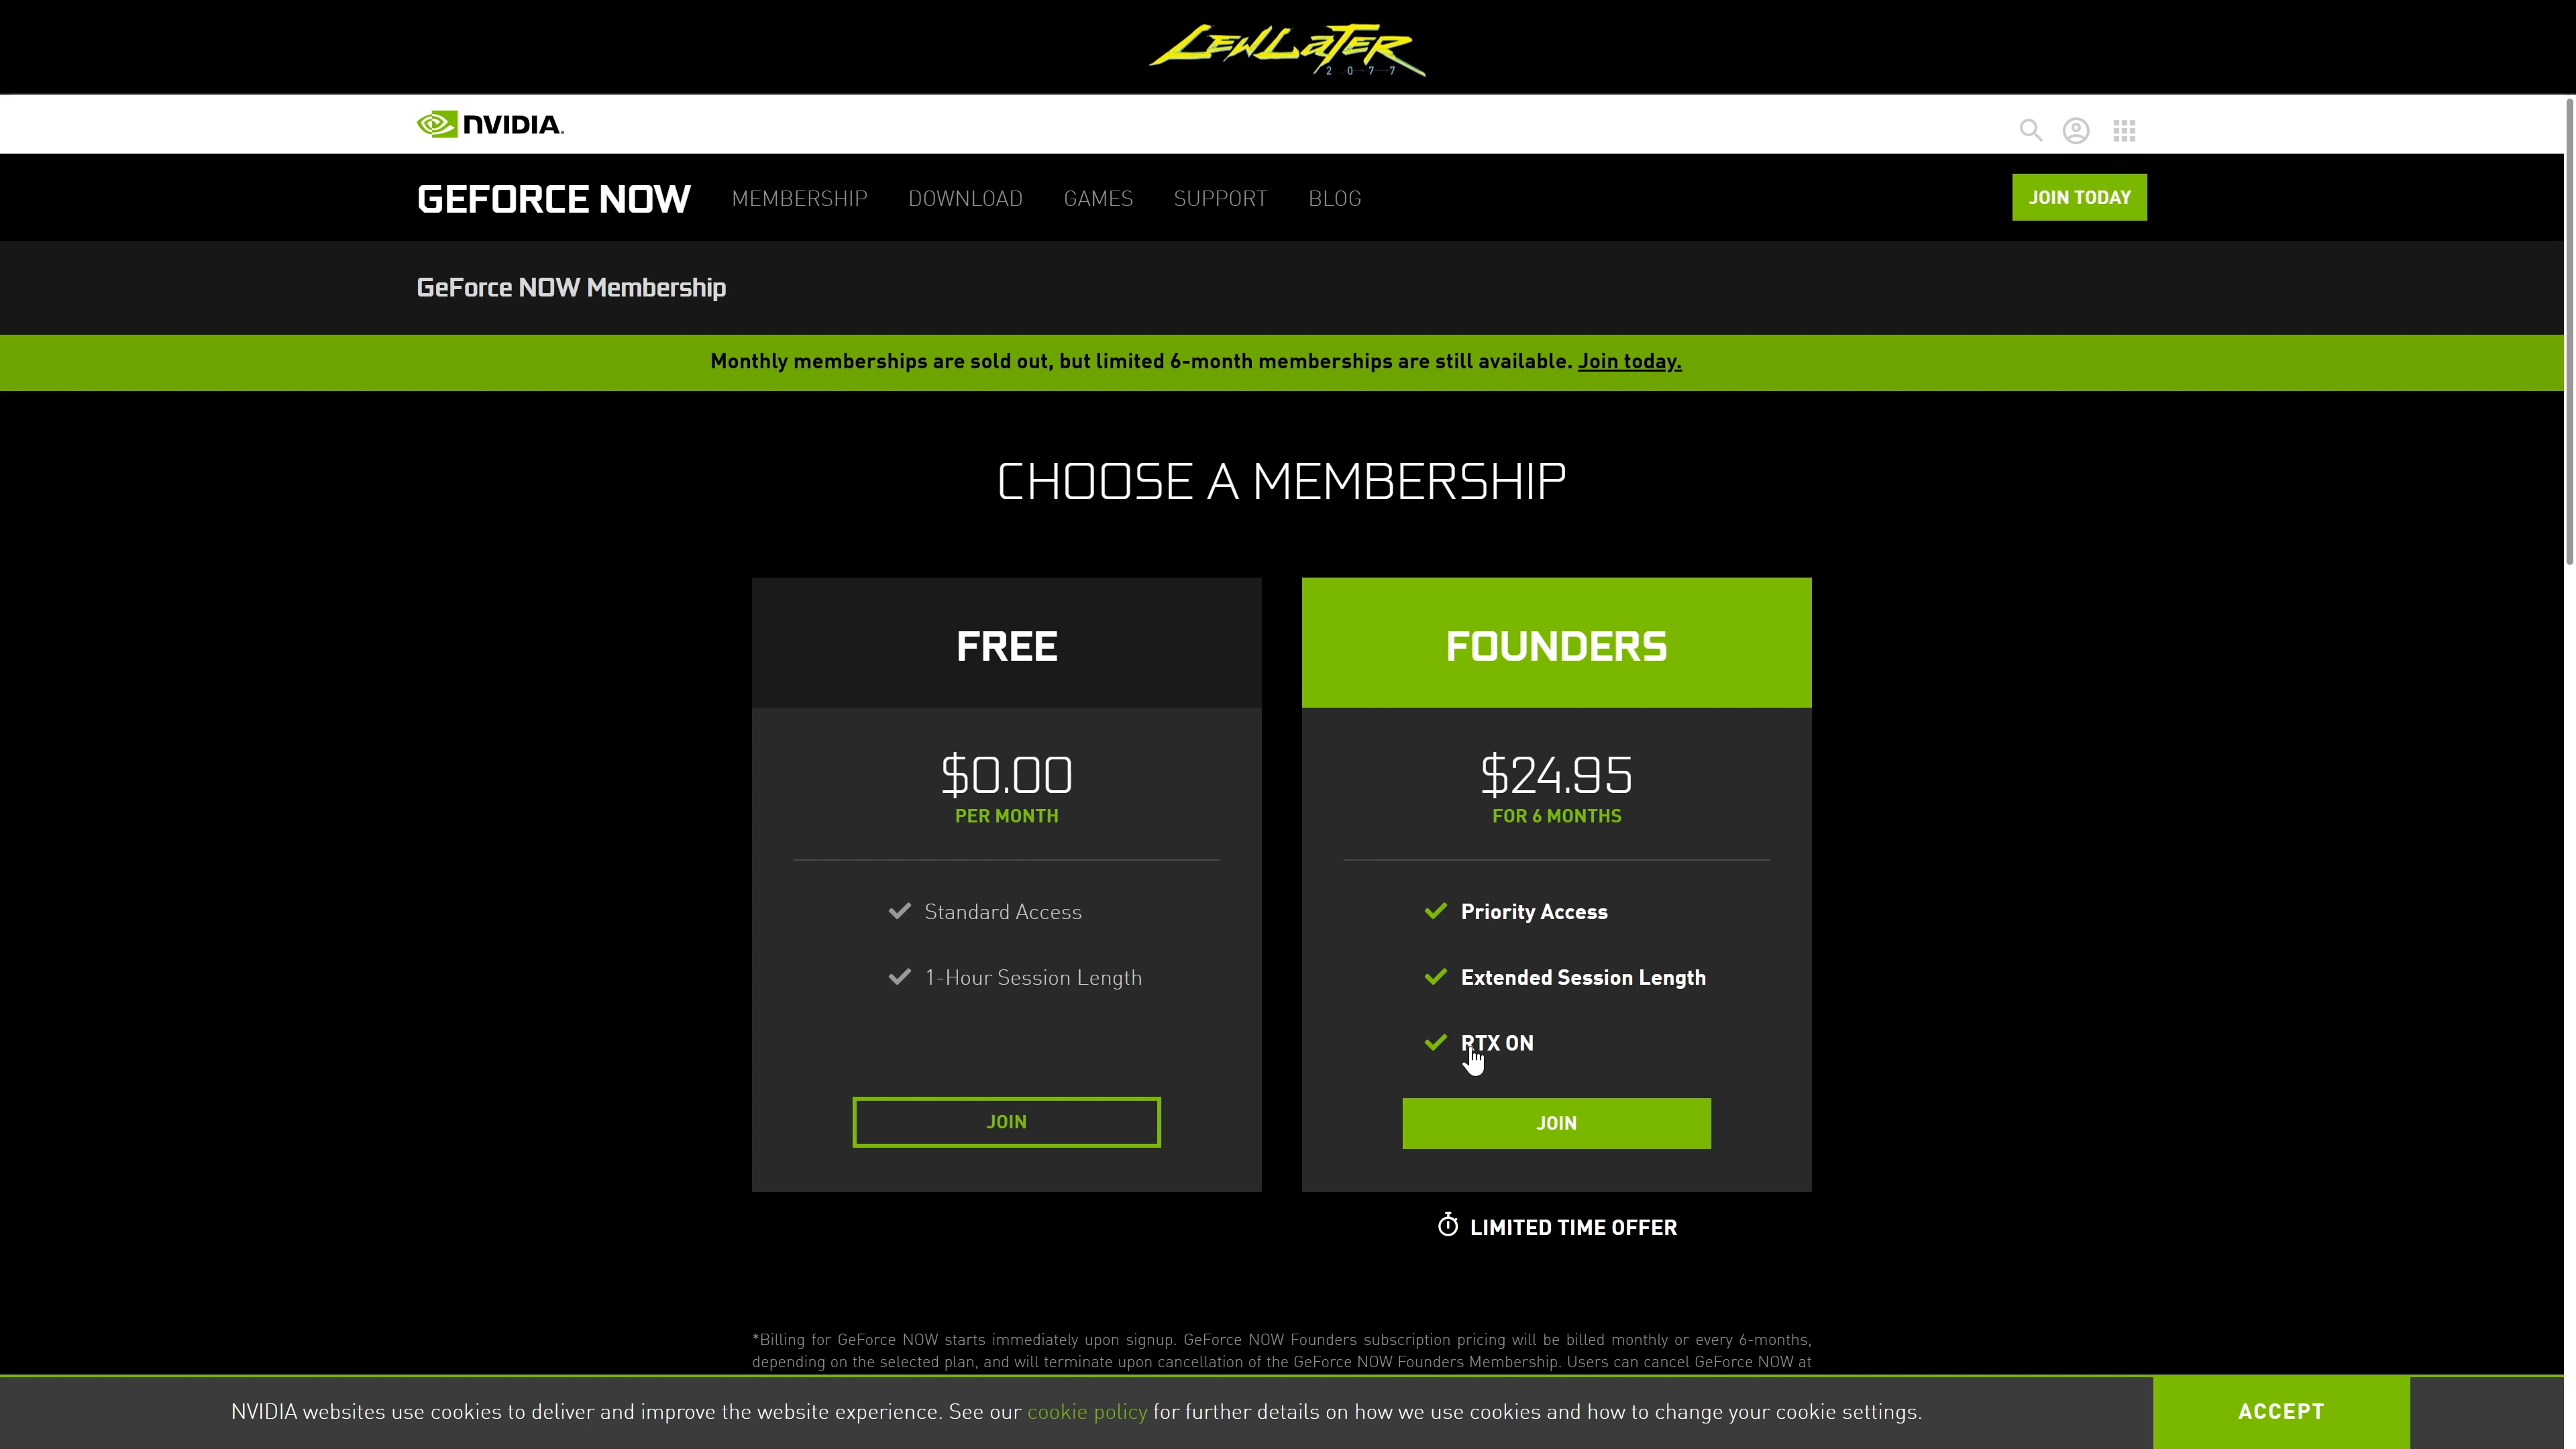 LEWLATER
2077
NVIDIA.
GEFORCE NOW MEMBERSHIP DOWNLOAD GAMES SUPPORT BLOG JOIN TODAY
GeForce NOW Membership
Monthly memberships are sold out, but limited 6-month memberships are still available. Join today.
CHOOSE A MEMBERSHIP
FREE
$0.00
PER MONTH
Standard Access
1-Hour Session Length
JOIN
FOUNDERS
$24.95
FOR 6 MONTHS
Priority Access
Extended Session Length
RTX ON
JOIN
LIMITED TIME OFFER
*Billing for GeForce NOW starts immediately upon signup. GeForce NOW Founders subscription pricing will be billed monthly or every 6-months,
depending on the selected plan, and will terminate upon cancellation of the GeForce NOW Founders Membership. Users can cancel GeForce NOW at
NVIDIA websites use cookies to deliver and improve the website experience. See our cookie policy for further details on how we use cookies and how to change your cookie settings.
ACCEPT